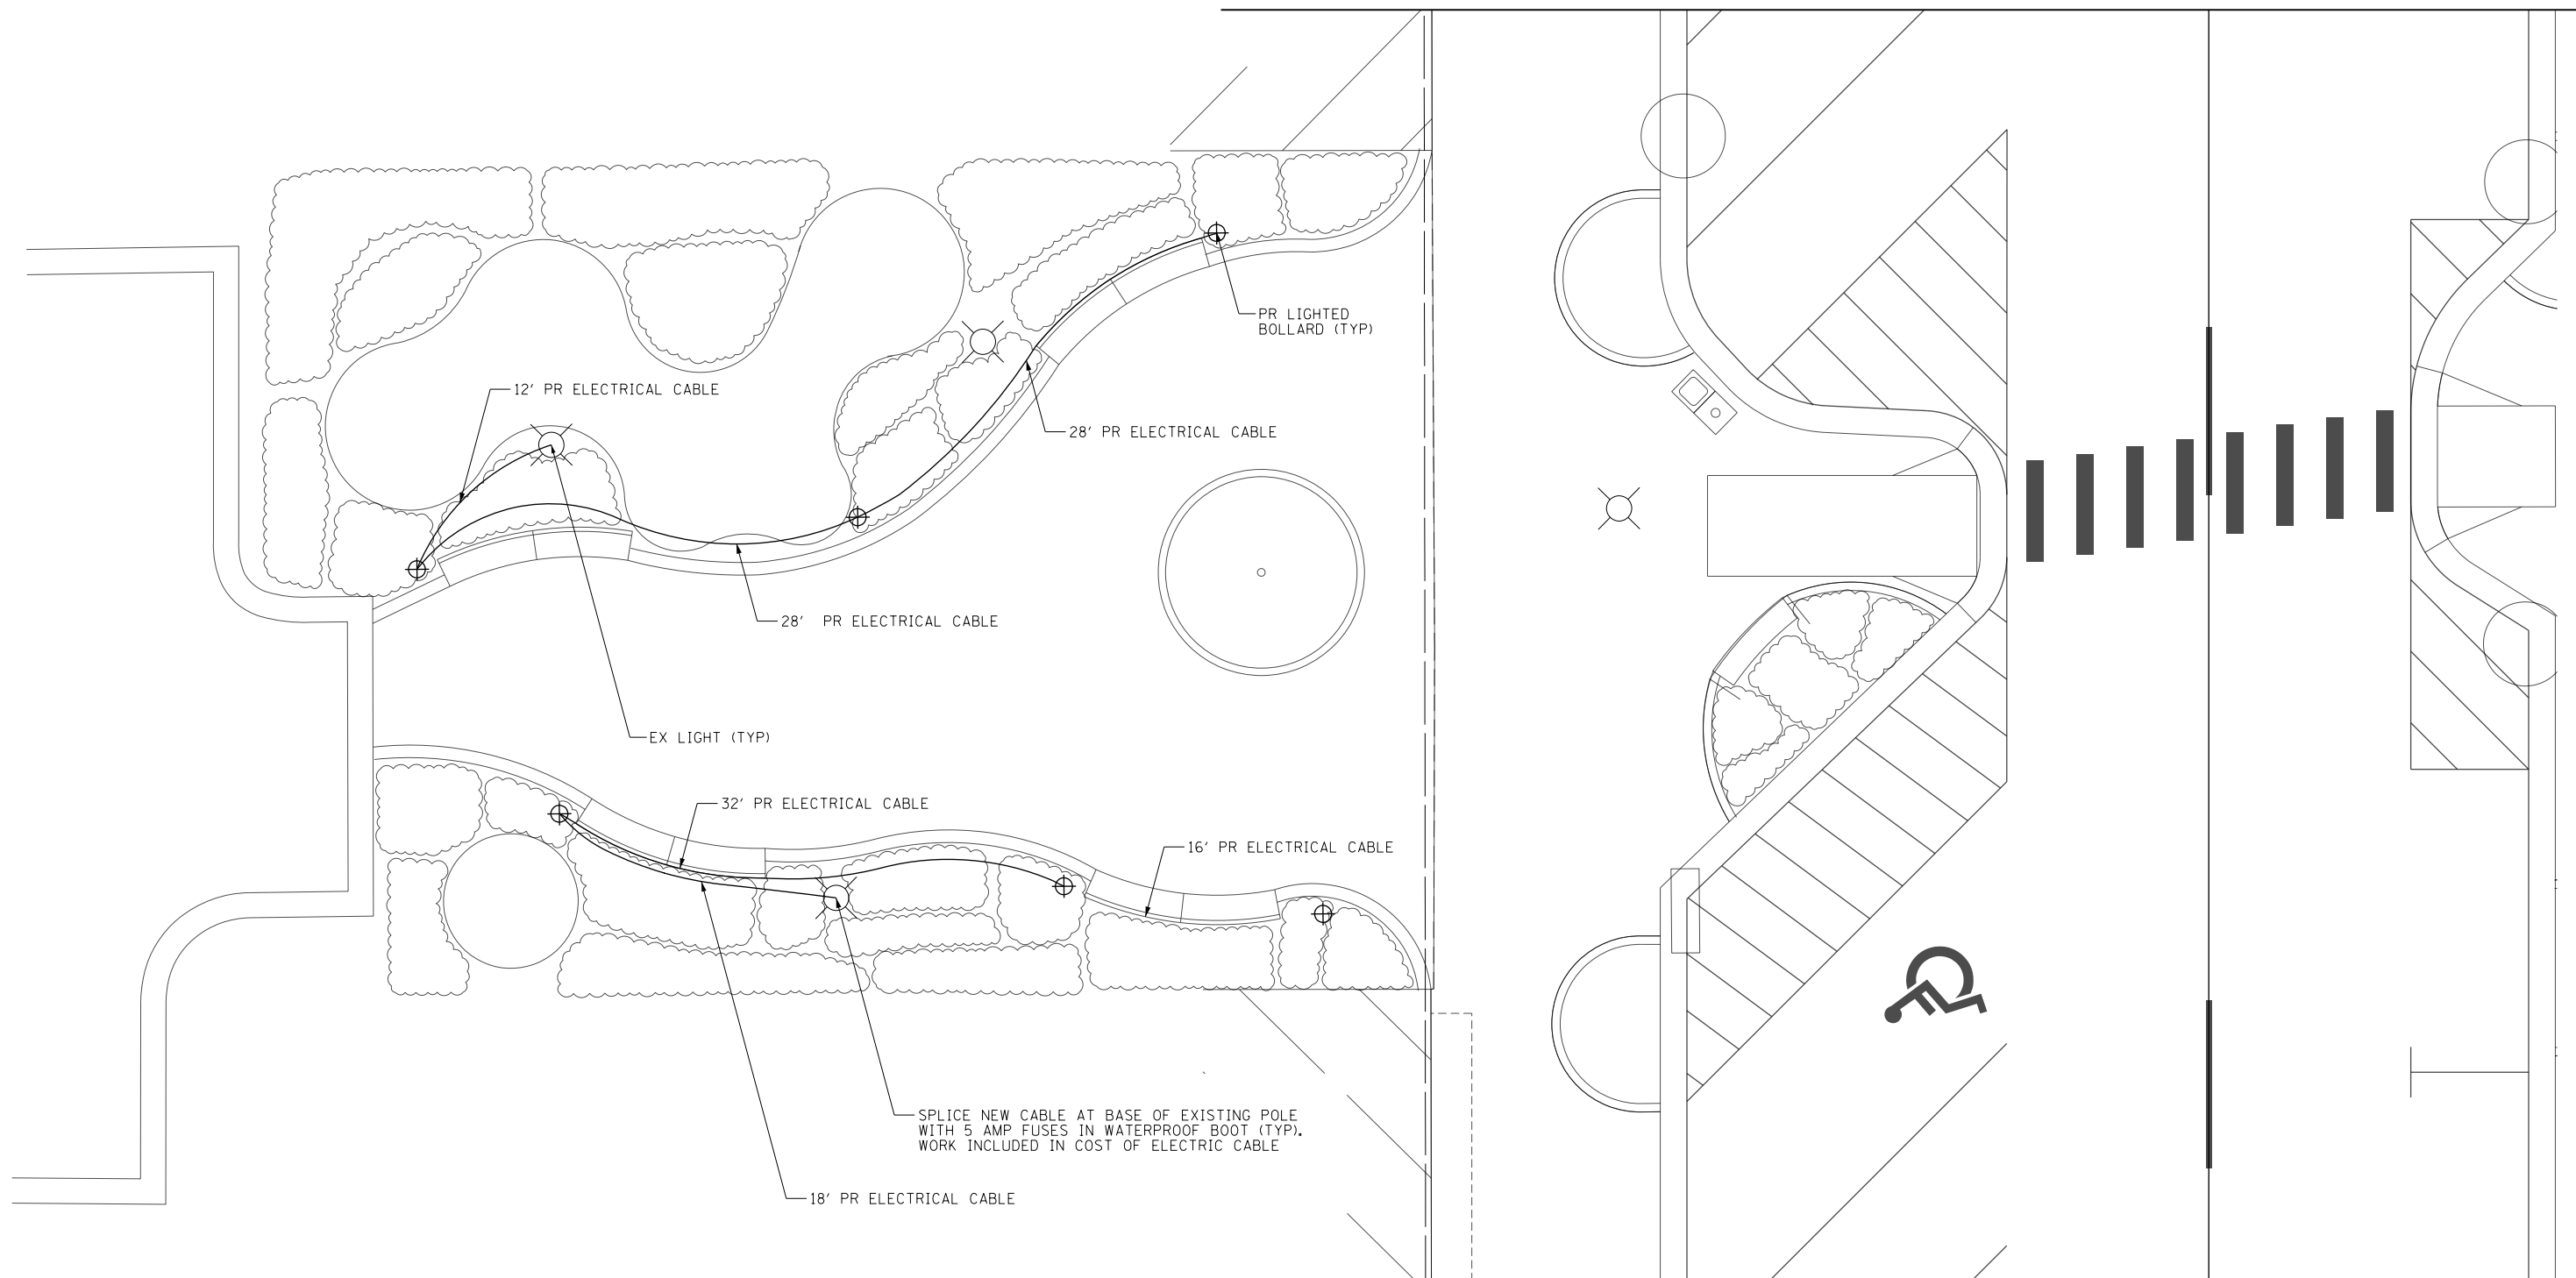 PR LIGHTED
BOLLARD (TYP)
12' PR ELECTRICAL CABLE
28' PR ELECTRICAL CABLE
28'  PR ELECTRICAL CABLE
EX LIGHT (TYP)
32' PR ELECTRICAL CABLE
16' PR ELECTRICAL CABLE
SPLICE NEW CABLE AT BASE OF EXISTING POLE
WITH 5 AMP FUSES IN WATERPROOF BOOT (TYP).
WORK INCLUDED IN COST OF ELECTRIC CABLE
18' PR ELECTRICAL CABLE